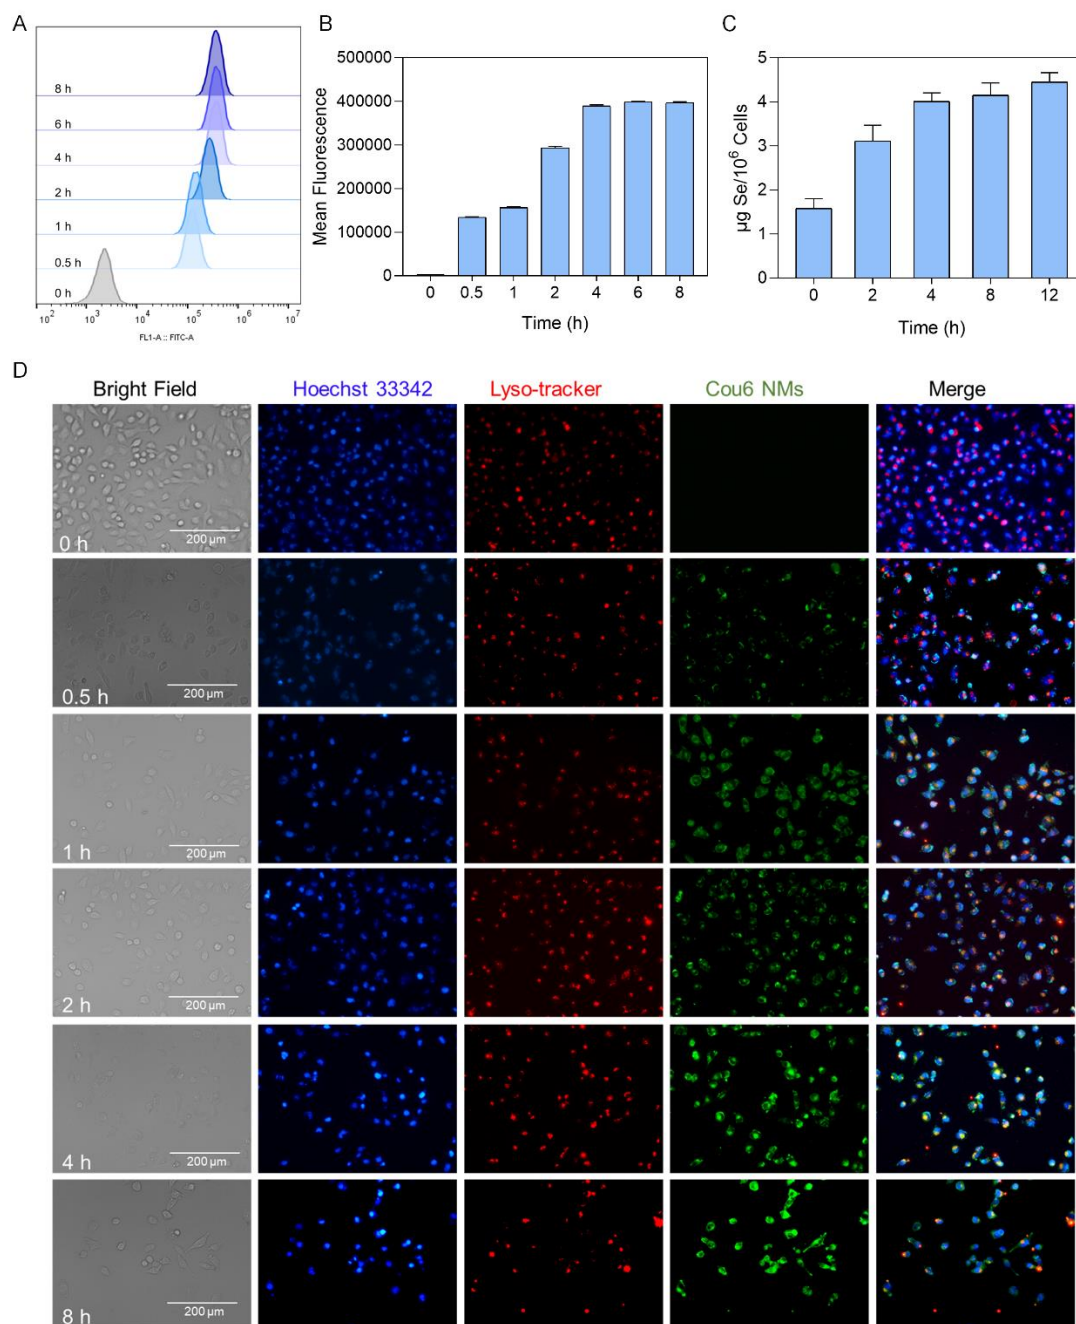 A
8 h
6 h
4 h
2 h
1 h
0.5 h
0 h
10² 10³ 10⁴ 10⁵ 10⁶ 10⁷
FL1-A :: FITC-A
B
Mean Fluorescence
500000
400000
300000
200000
100000
0
0 0.5 1 2 4 6 8
Time (h)
C
µg Se/10⁶ Cells
5
4
3
2
1
0
0 2 4 8 12
Time (h)
D
Bright Field Hoechst 33342 Lyso-tracker Cou6 NMs Merge
200 µm
0 h
200 µm
0.5 h
200 µm
1 h
200 µm
2 h
200 µm
4 h
200 µm
8 h